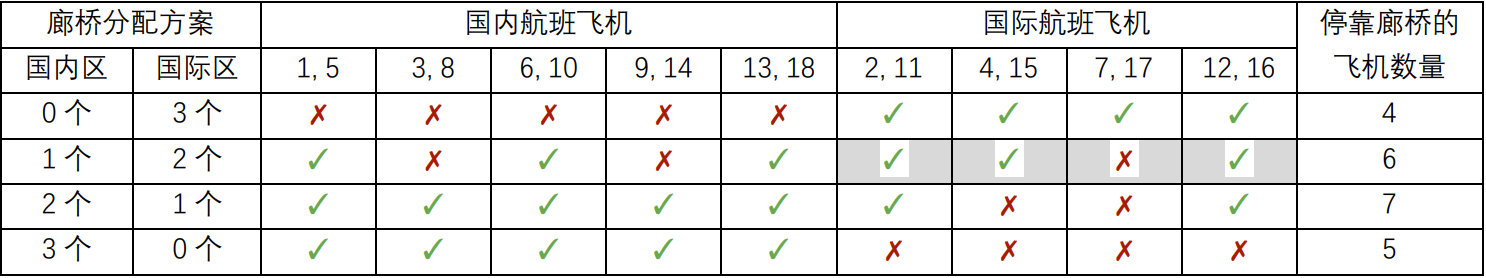 廊桥分配方案 国内航班飞机 国际航班飞机 停靠廊桥的飞机数量
国内区 国际区 1, 5 3, 8 6, 10 9, 14 13, 18 2, 11 4, 15 7, 17 12, 16
0 个 3 个 ✗ ✗ ✗ ✗ ✗ ✓ ✓ ✓ ✓ 4
1 个 2 个 ✓ ✗ ✓ ✗ ✓ ✓ ✓ ✗ ✓ 6
2 个 1 个 ✓ ✓ ✓ ✓ ✓ ✓ ✗ ✗ ✓ 7
3 个 0 个 ✓ ✓ ✓ ✓ ✓ ✗ ✗ ✗ ✗ 5